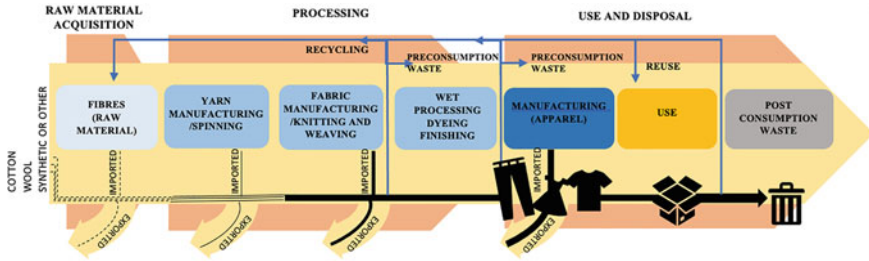 RAW MATERIAL
ACQUISITION
PROCESSING
USE AND DISPOSAL
RECYCLING
PRECONSUMPTION
WASTE
PRECONSUMPTION
WASTE
REUSE
FIBRES
(RAW
MATERIAL)
YARN
MANUFACTURING
/SPINNING
FABRIC
MANUFACTURING
/KNITTING AND
WEAVING
WET
PROCESSING
DYEING
FINISHING
MANUFACTURING
(APPAREL)
USE
POST
CONSUMPTION
WASTE
COTTON
WOOL
SYNTHETIC OR OTHER
IMPORTED
IMPORTED
IMPORTED
IMPORTED
EXPORTED
EXPORTED
EXPORTED
EXPORTED